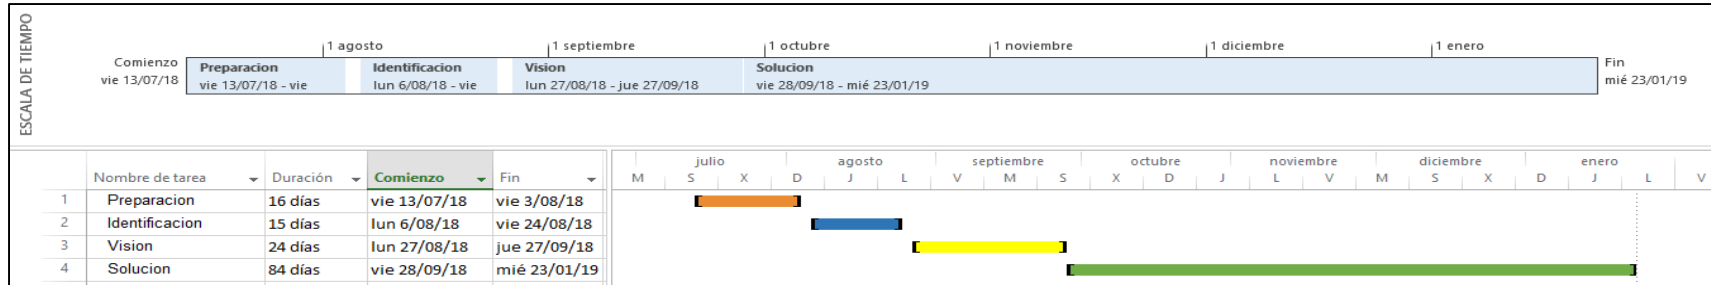 ESCALA DE TIEMPO
1 agosto 1 septiembre 1 octubre 1 noviembre 1 diciembre 1 enero
Comienzo
vie 13/07/18
Preparacion Identificacion Vision Solucion
vie 13/07/18 - vie lun 6/08/18 - vie lun 27/08/18 - jue 27/09/18 vie 28/09/18 - mié 23/01/19
Fin
mié 23/01/19
julio agosto septiembre octubre noviembre diciembre enero
Nombre de tarea Duración Comienzo Fin M S X D J L V M S X D J L V M S X D J L V
1 Preparacion 16 días vie 13/07/18 vie 3/08/18
2 Identificacion 15 días lun 6/08/18 vie 24/08/18
3 Vision 24 días lun 27/08/18 jue 27/09/18
4 Solucion 84 días vie 28/09/18 mié 23/01/19